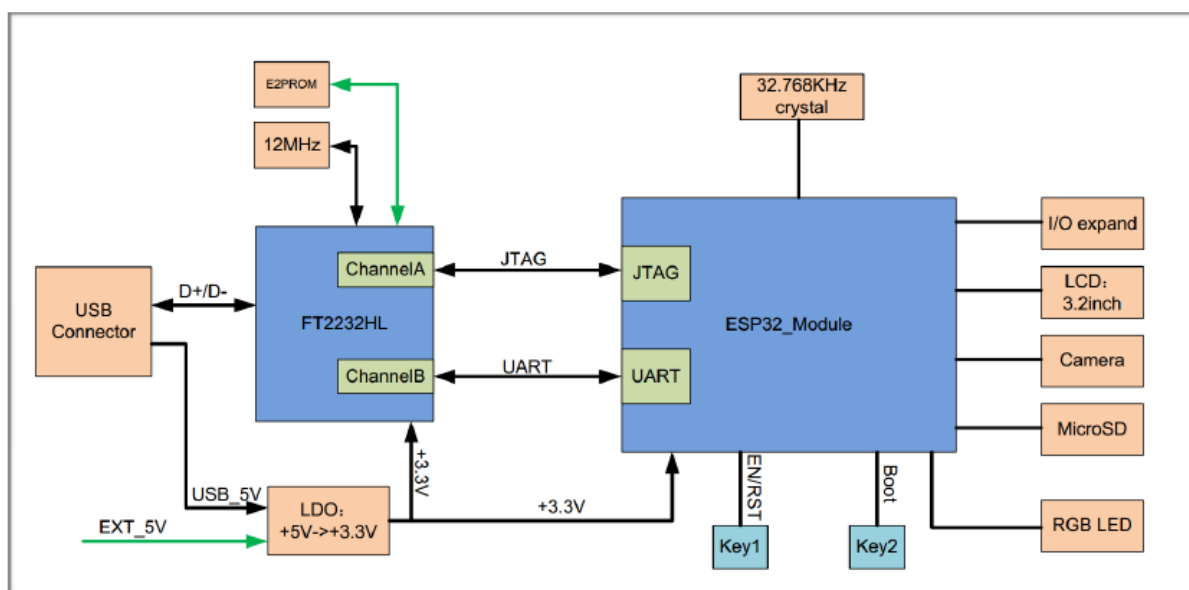 E2PROM
12MHz
32.768KHz
crystal
USB
Connector
D+/D-
FT2232HL
ChannelA
ChannelB
JTAG
UART
JTAG
UART
ESP32_Module
I/O expand
LCD：
3.2inch
Camera
MicroSD
RGB LED
USB_5V
EXT_5V
LDO：
+5V->+3.3V
+3.3V
+3.3V
EN/RST
Boot
Key1
Key2